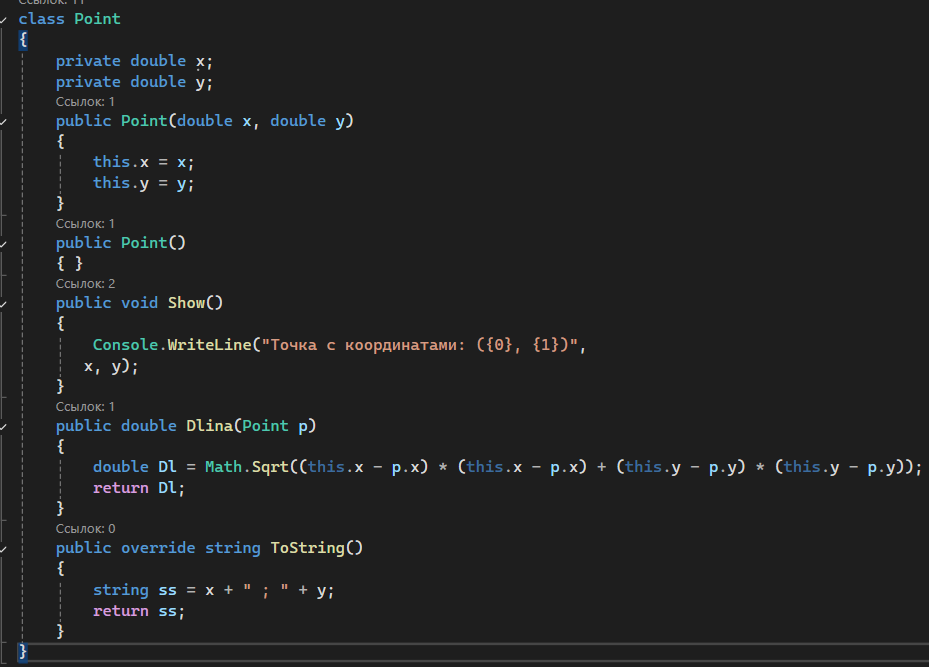 Ссылок: 11
class Point
{
private double x;
private double y;
Ссылок: 1
public Point(double x, double y)
{
this.x = x;
this.y = y;
}
Ссылок: 1
public Point()
{ }
Ссылок: 2
public void Show()
{
Console.WriteLine("Точка с координатами: ({0}, {1})",
x, y);
}
Ссылок: 1
public double Dlina(Point p)
{
double Dl = Math.Sqrt((this.x - p.x) * (this.x - p.x) + (this.y - p.y) * (this.y - p.y));
return Dl;
}
Ссылок: 0
public override string ToString()
{
string ss = x + " ; " + y;
return ss;
}
}